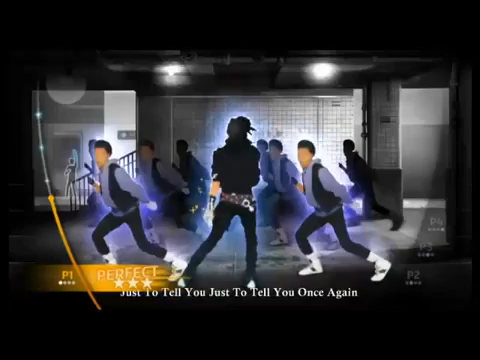 P4
P3
P1
PERFECT
P2
Just To Tell You Just To Tell You Once Again